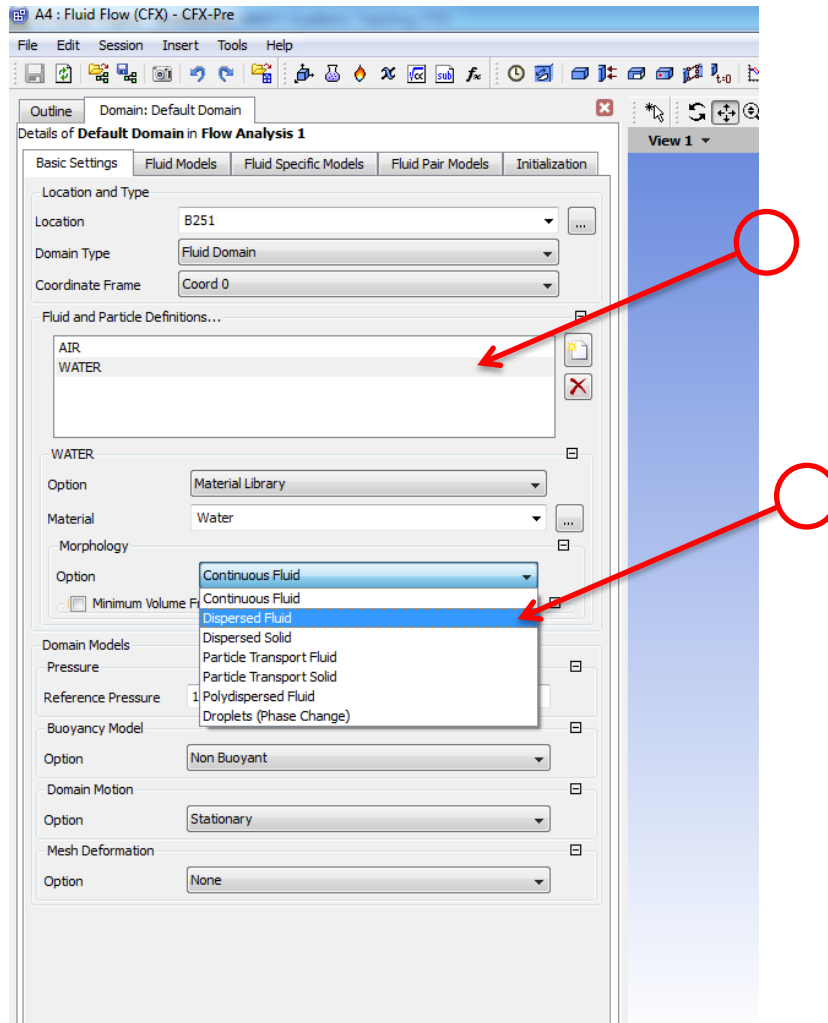 A4 : Fluid Flow (CFX) - CFX-Pre
File Edit Session Insert Tools Help
Outline Domain: Default Domain
Details of Default Domain in Flow Analysis 1
View 1
Basic Settings Fluid Models Fluid Specific Models Fluid Pair Models Initialization
Location and Type
Location B251 ...
Domain Type Fluid Domain
Coordinate Frame Coord 0
Fluid and Particle Definitions...
AIR
WATER
WATER
Option Material Library
Material Water ...
Morphology
Option Continuous Fluid
Minimum Volume
Continuous Fluid
Dispersed Fluid
Dispersed Solid
Particle Transport Fluid
Particle Transport Solid
Polydispersed Fluid
Droplets (Phase Change)
Domain Models
Pressure
Reference Pressure 1
Buoyancy Model
Option Non Buoyant
Domain Motion
Option Stationary
Mesh Deformation
Option None